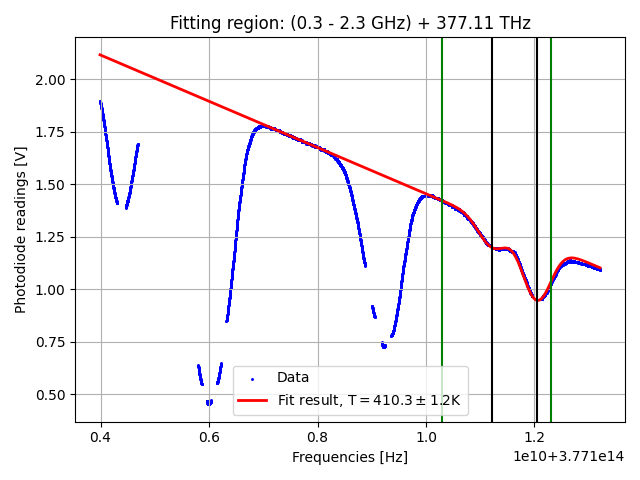 Fitting region: (0.3 - 2.3 GHz) + 377.11 THz
Photodiode readings [V]
2.00
1.75
1.50
1.25
1.00
0.75
0.50
Data
Fit result, T = 410.3 ± 1.2K
0.4 0.6 0.8 1.0 1.2
Frequencies [Hz]
1e10+3.771e14